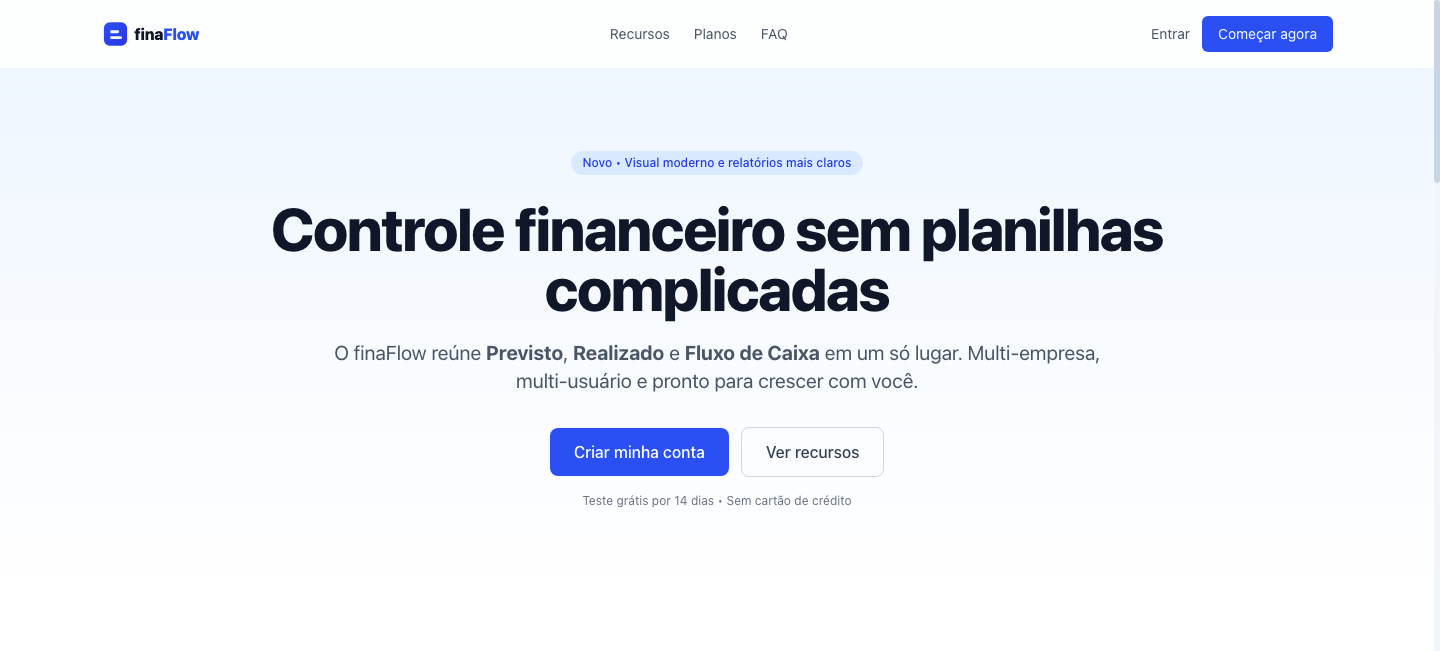 finaFlow
Recursos
Planos
FAQ
Entrar
Começar agora
Novo • Visual moderno e relatórios mais claros
Controle financeiro sem planilhas
complicadas
O finaFlow reúne Previsto, Realizado e Fluxo de Caixa em um só lugar. Multi-empresa,
multi-usuário e pronto para crescer com você.
Criar minha conta
Ver recursos
Teste grátis por 14 dias • Sem cartão de crédito